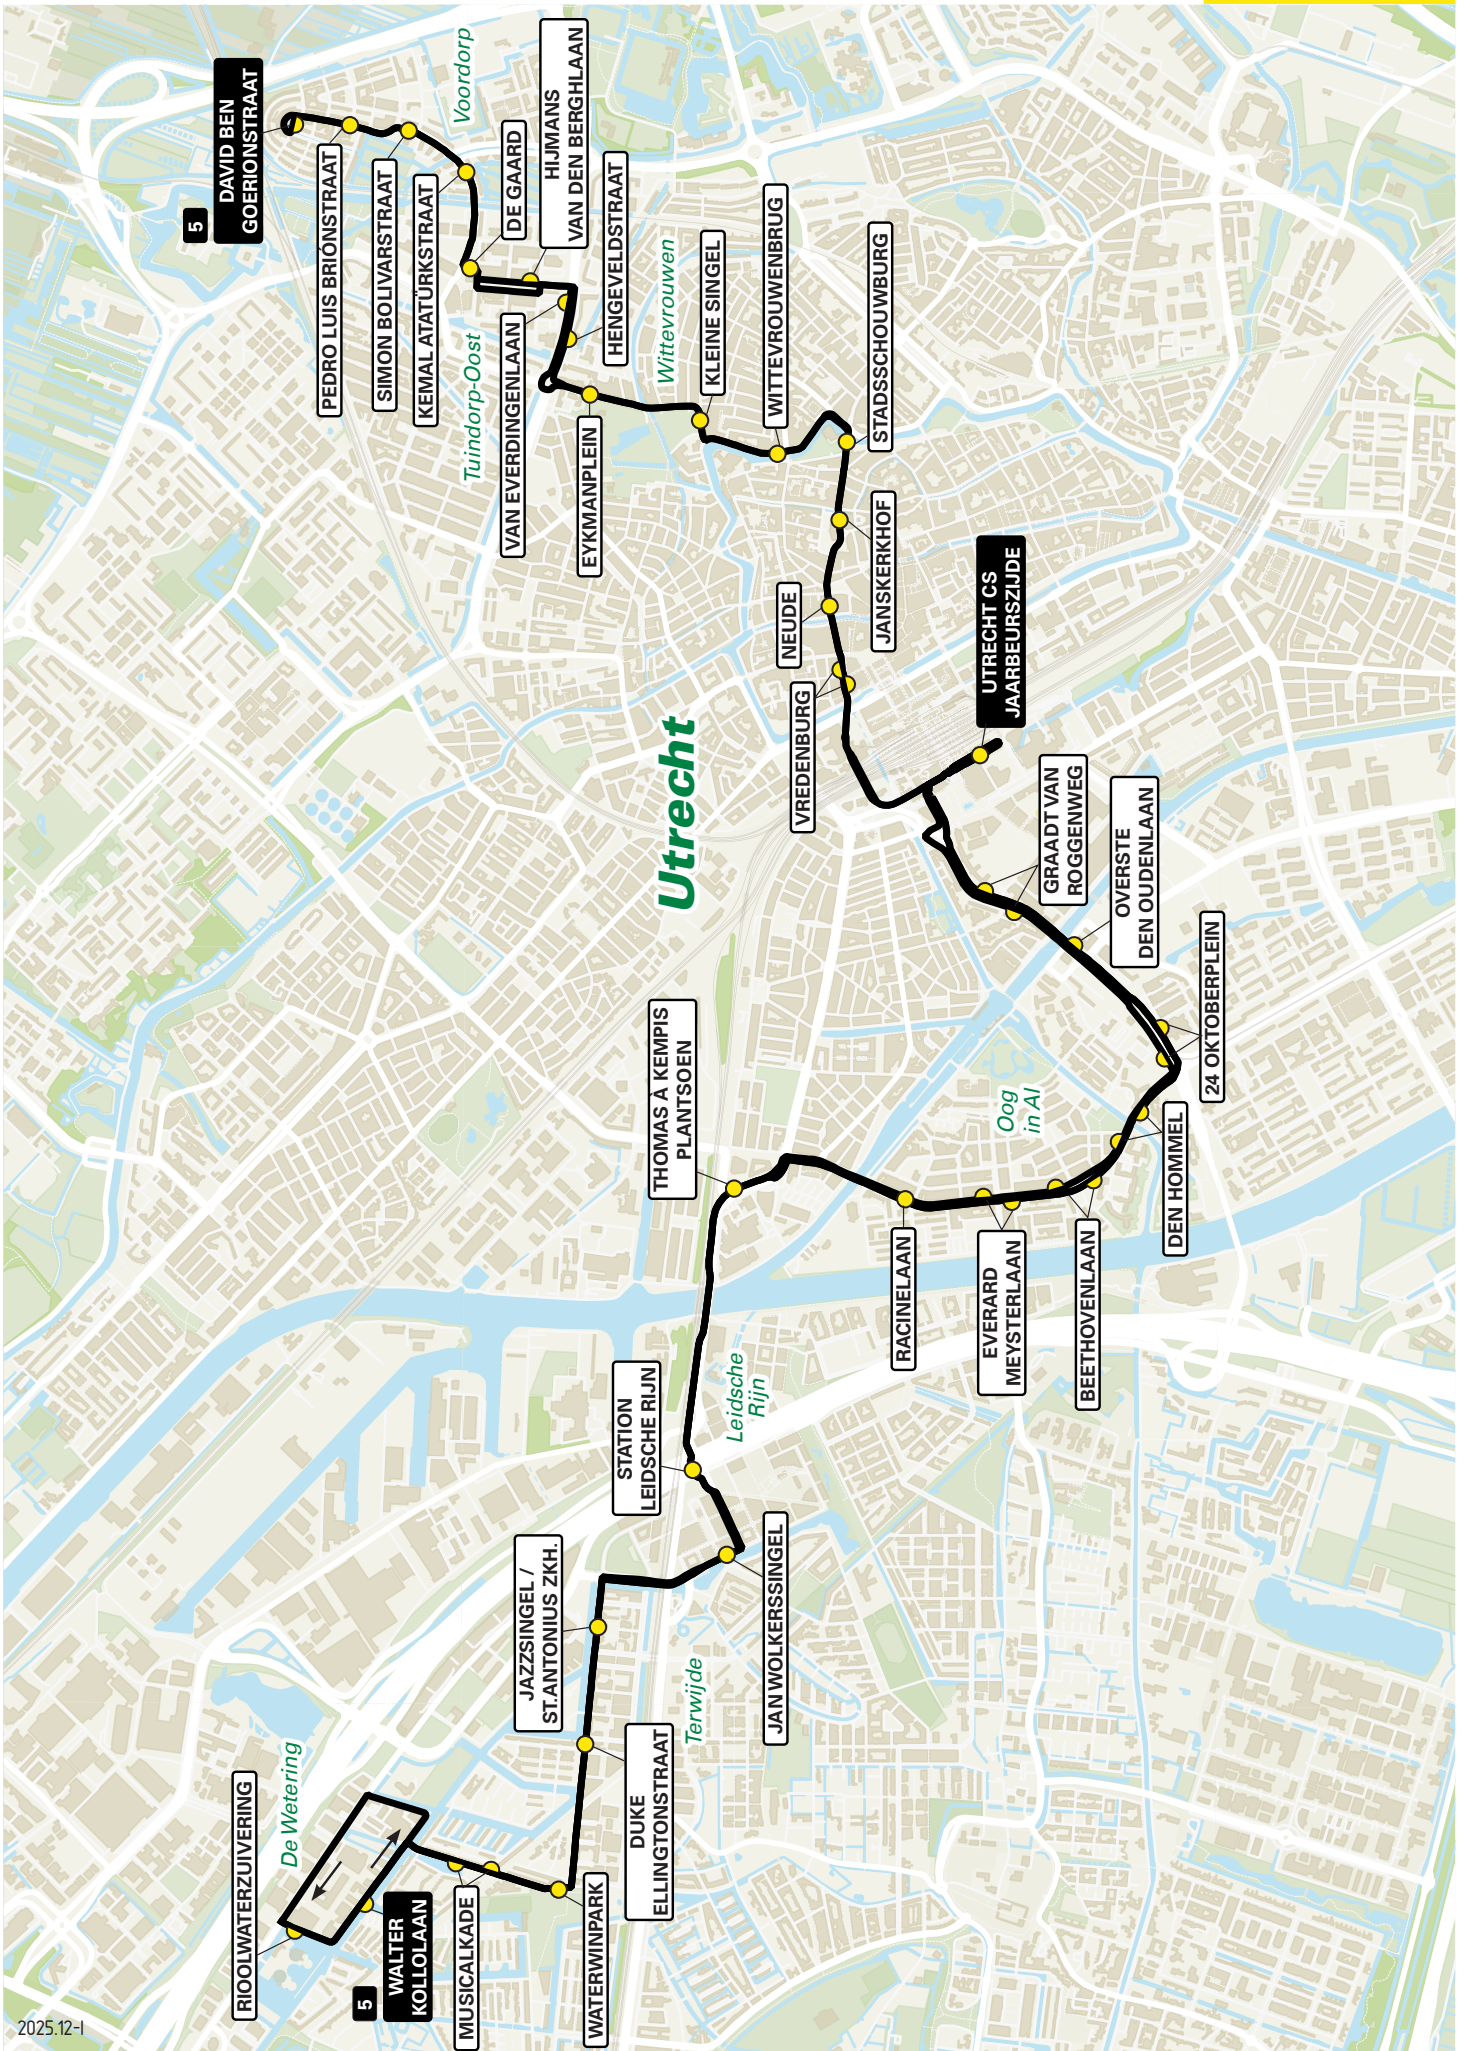 5
DAVID BEN
GOERIONSTRAAT
PEDRO LUIS BRIONSTRAAT
SIMON BOLIVARSTRAAT
KEMAL ATATÜRKSTRAAT
Voordorp
DE GAARD
HIJMANS
VAN DEN BERGHLAAN
Tuindorp-Oost
VAN EVERDINGENLAAN
HENGEVELDSTRAAT
EYKMANPLEIN
Wittevrouwen
KLEINE SINGEL
WITTEVROUWENBRUG
STADSSCHOUWBURG
JANSKERKHOF
NEUDE
VREDENBURG
UTRECHT CS
JAARBEURSZIJDE
Utrecht
GRAADT VAN
ROGGENWEG
OVERSTE
DEN OUDENLAAN
24 OKTOBERPLEIN
DEN HOMMEL
Oog
in Al
BEETHOVENLAAN
EVERARD
MEYSTERLAAN
RACINELAAN
THOMAS À KEMPIS
PLANTSOEN
Leidsche
Rijn
STATION
LEIDSCHE RIJN
JAN WOLKERSSINGEL
JAZZSINGEL /
ST.ANTONIUS ZKH.
Terwijde
DUKE
ELLINGTONSTRAAT
WATERWINPARK
MUSICALKADE
5
WALTER
KOLLOLAAN
De Wetering
RIOOLWATERZUIVERING
2025.12-I